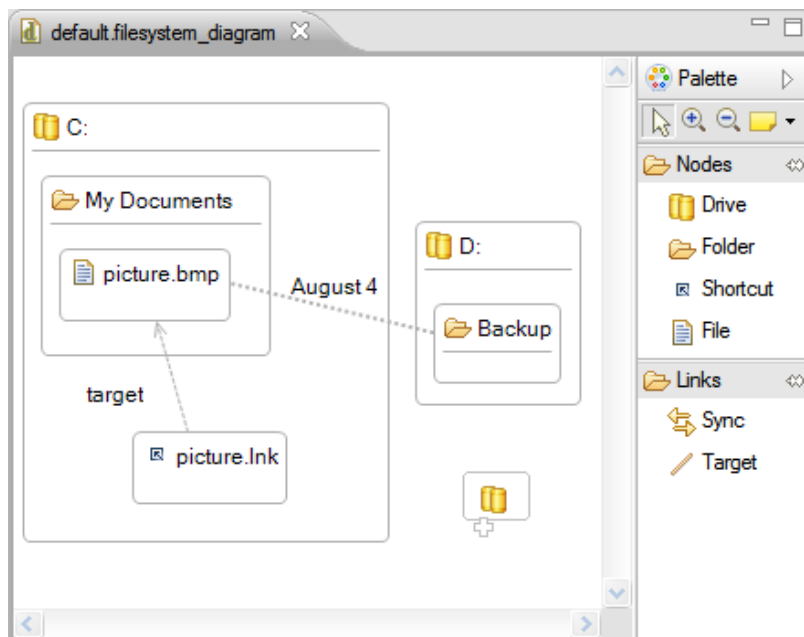 default.filesystem_diagram
C:
My Documents
picture.bmp
August 4
target
picture.lnk
D:
Backup
Palette
Nodes
Drive
Folder
Shortcut
File
Links
Sync
Target